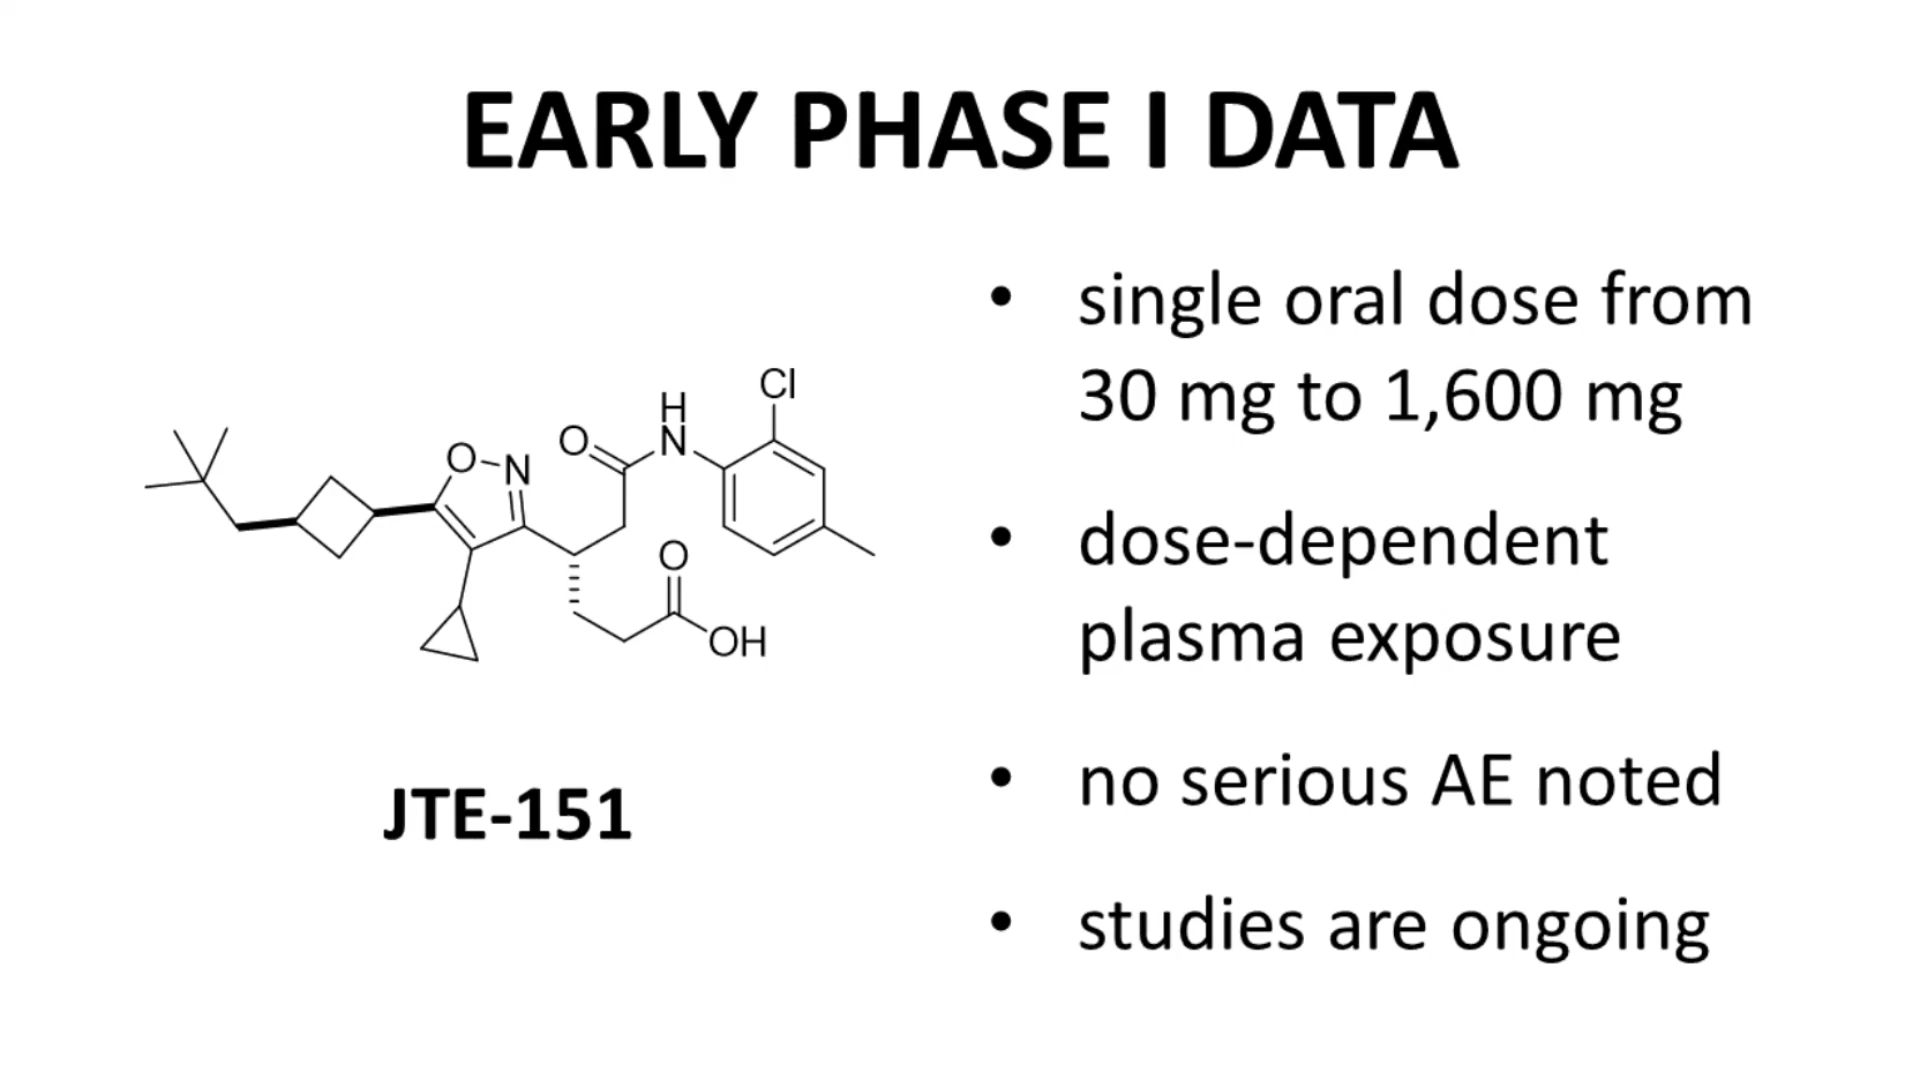 EARLY PHASE I DATA
Cl
H
N
O
O
N
O
OH
JTE-151
• single oral dose from
30 mg to 1,600 mg
• dose-dependent
plasma exposure
• no serious AE noted
• studies are ongoing